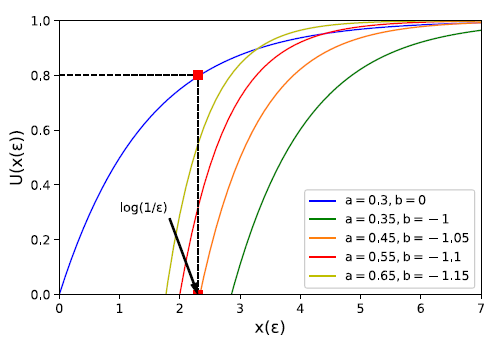 1.0
0.8
0.6
0.4
0.2
0.0
U(x(ε))
log(1/ε)
a = 0.3, b = 0
a = 0.35, b = −1
a = 0.45, b = −1,05
a = 0.55, b = −1,1
a = 0.65, b = −1.15
0 1 2 3 4 5 6 7
x(ε)